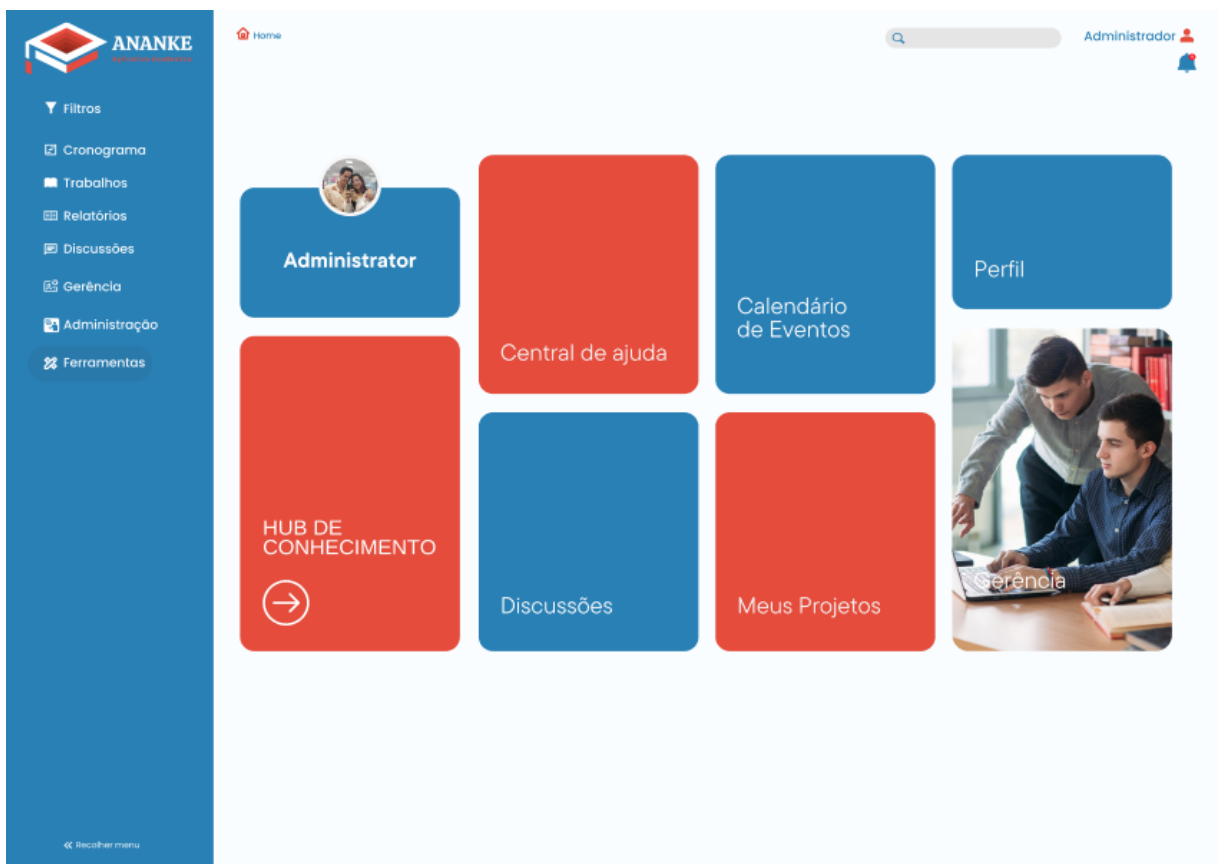 ANANKE
Home
Administrador
Filtros
Cronograma
Trabalhos
Relatórios
Discussões
Gerência
Administração
Ferramentas
Recolher menu
Administrator
HUB DE
CONHECIMENTO
Central de ajuda
Discussões
Calendário
de Eventos
Meus Projetos
Perfil
Gerência